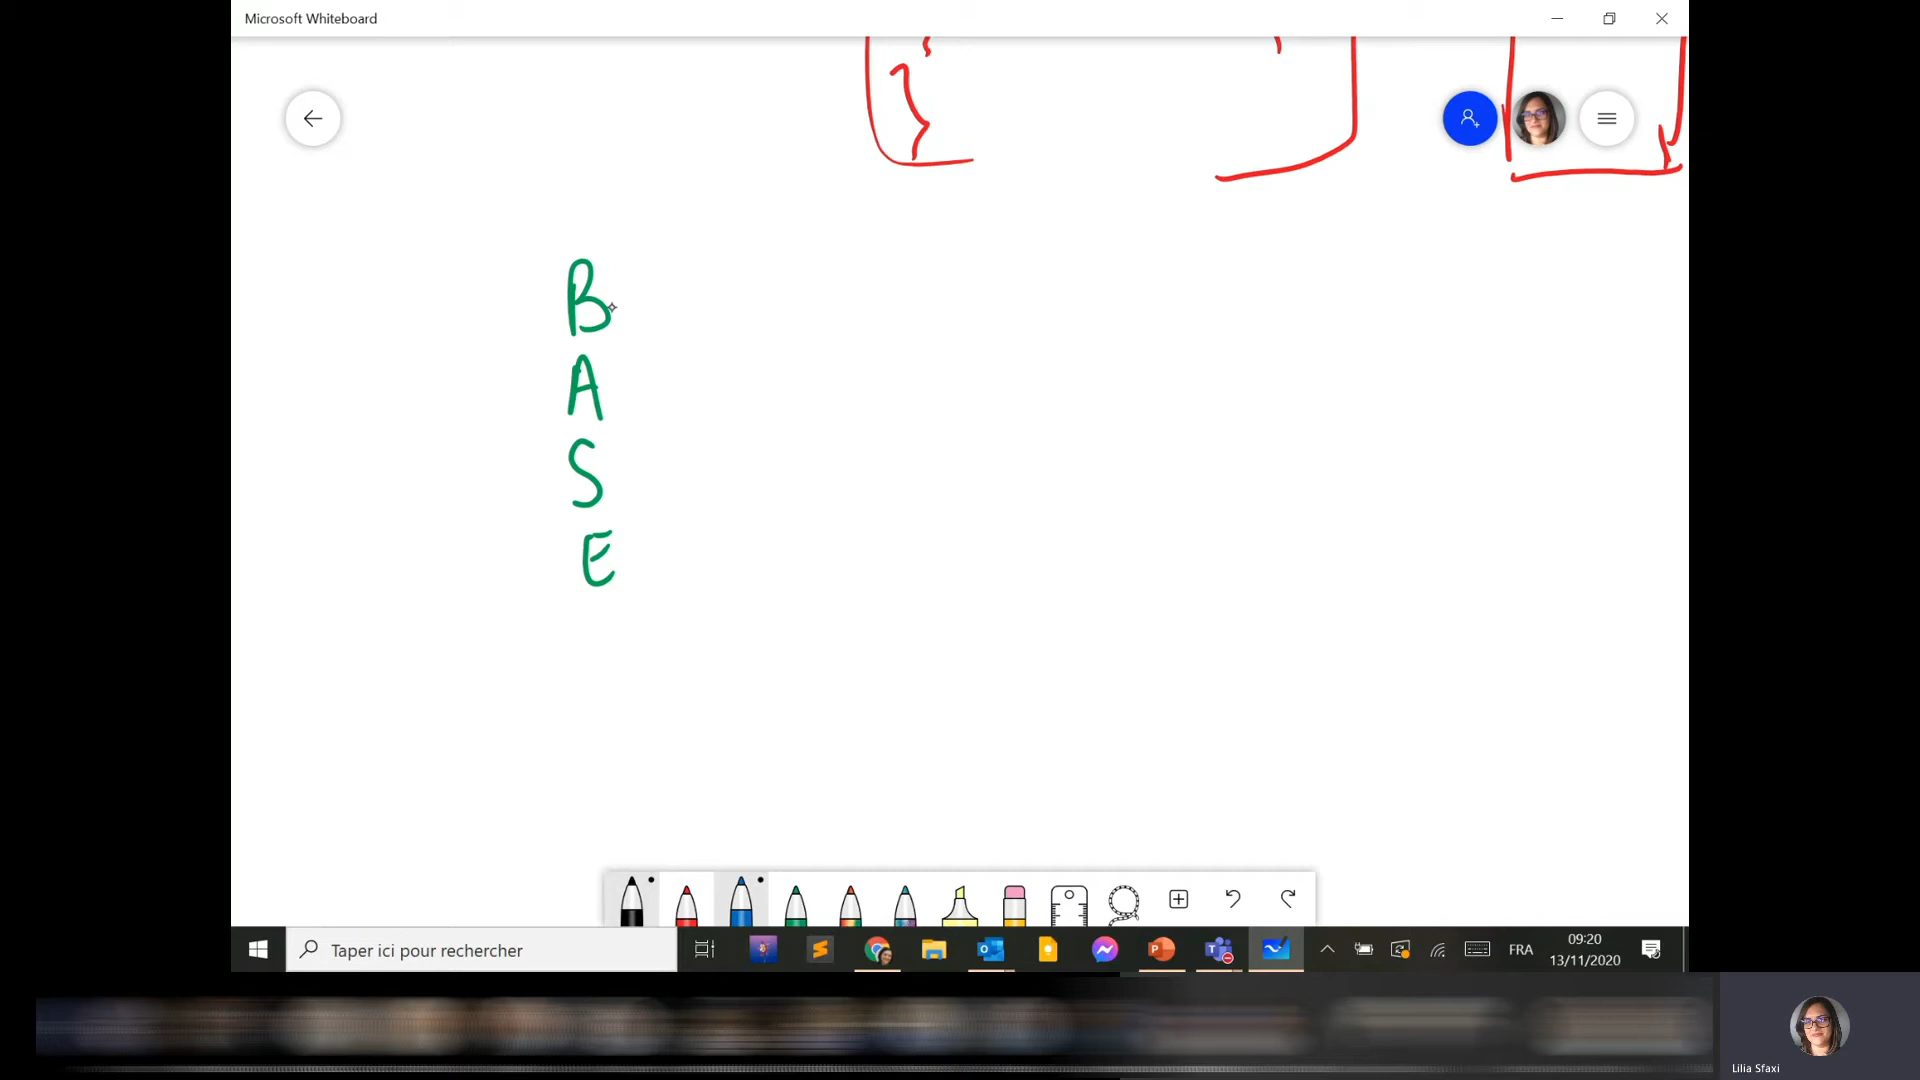 Microsoft Whiteboard
B
A
S
E
Taper ici pour rechercher
FRA
09:20
13/11/2020
Lilia Sfaxi